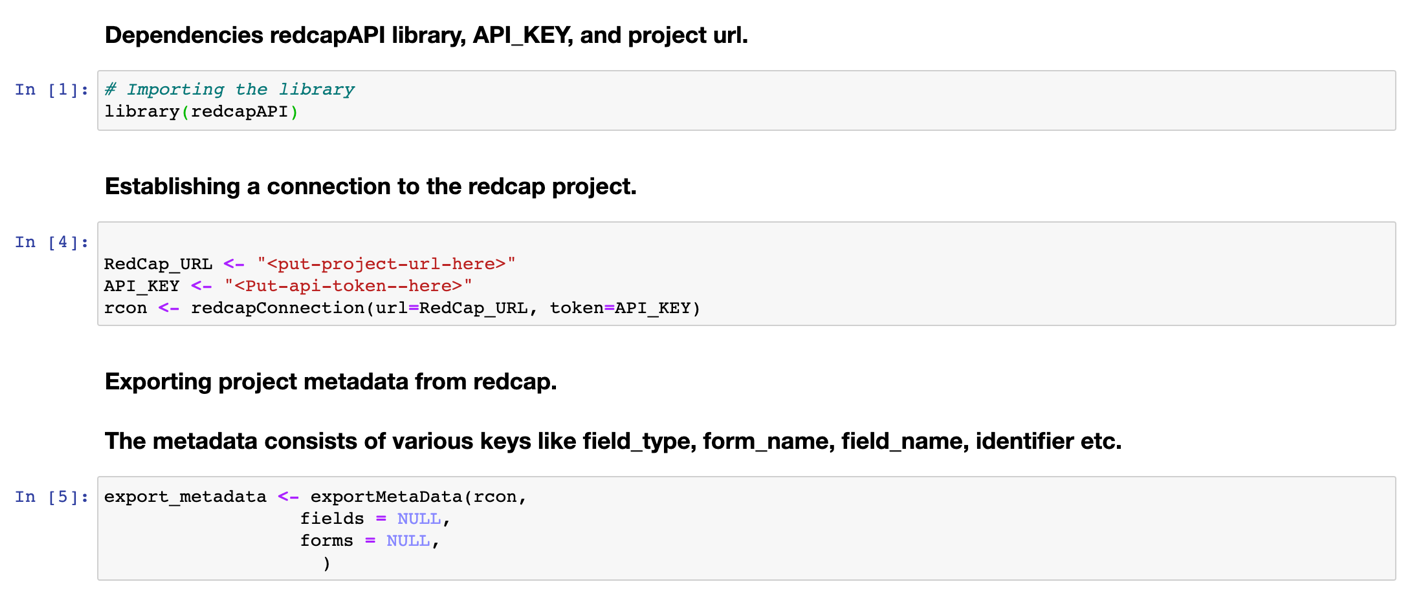 Dependencies redcapAPI library, API_KEY, and project url.
In [1]:
# Importing the library
library(redcapAPI)
Establishing a connection to the redcap project.
In [4]:
RedCap_URL <- "<put-project-url-here>"
API_KEY <- "<Put-api-token--here>"
rcon <- redcapConnection(url=RedCap_URL, token=API_KEY)
Exporting project metadata from redcap.
The metadata consists of various keys like field_type, form_name, field_name, identifier etc.
In [5]:
export_metadata <- exportMetaData(rcon,
fields = NULL,
forms = NULL,
)